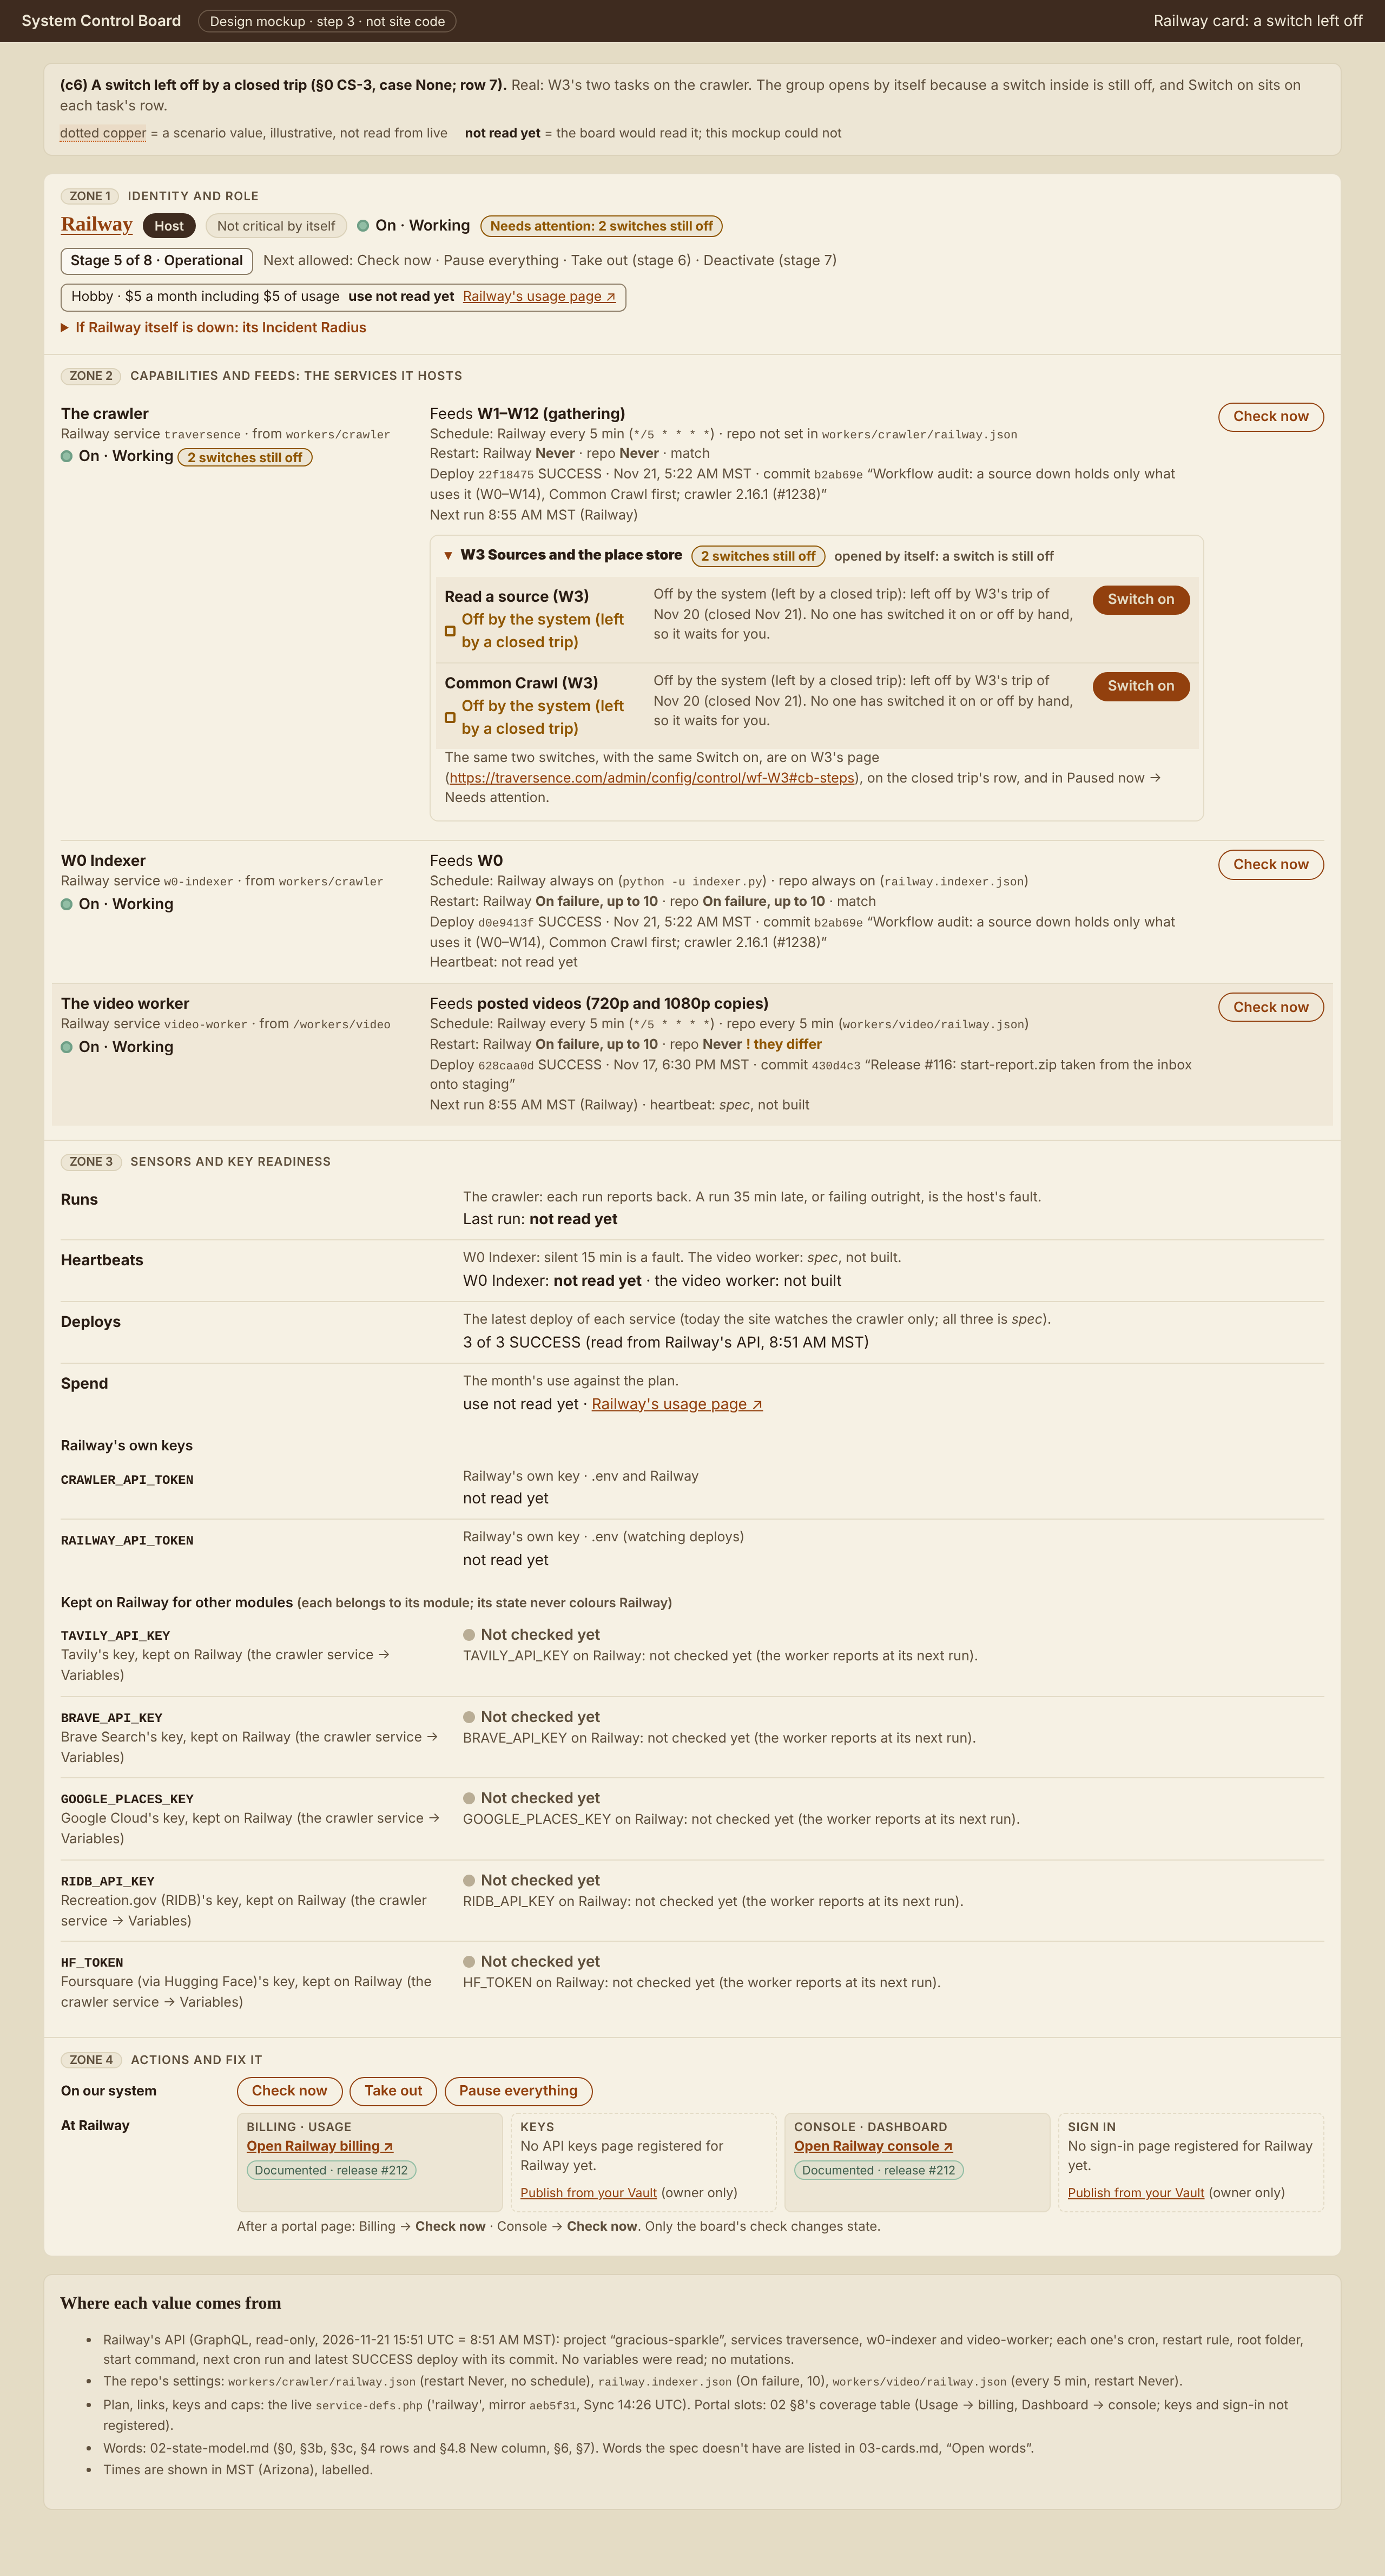 System Control Board
Design mockup · step 3 · not site code
Railway card: a switch left off
(c6) A switch left off by a closed trip (§0 CS-3, case None; row 7). Real: W3's two tasks on the crawler. The group opens by itself because a switch inside is still off, and Switch on sits on
each task's row.
dotted copper = a scenario value, illustrative, not read from live not read yet = the board would read it; this mockup could not
ZONE 1 IDENTITY AND ROLE
Railway Host Not critical by itself On · Working Needs attention: 2 switches still off
Stage 5 of 8 · Operational Next allowed: Check now · Pause everything · Take out (stage 6) · Deactivate (stage 7)
Hobby · $5 a month including $5 of usage use not read yet Railway's usage page ↗
▶ If Railway itself is down: its Incident Radius
ZONE 2 CAPABILITIES AND FEEDS: THE SERVICES IT HOSTS
The crawler
Railway service traversence · from workers/crawler
On · Working 2 switches still off
Feeds W1–W12 (gathering)
Schedule: Railway every 5 min (*/5 * * * *) · repo not set in workers/crawler/railway.json
Restart: Railway Never · repo Never · match
Deploy 22f18475 SUCCESS · Nov 21, 5:22 AM MST · commit b2ab69e “Workflow audit: a source down holds only what
uses it (W0–W14), Common Crawl first; crawler 2.16.1 (#1238)”
Next run 8:55 AM MST (Railway)
Check now
▼ W3 Sources and the place store 2 switches still off opened by itself: a switch is still off
Read a source (W3)
Off by the system (left
by a closed trip)
Off by the system (left by a closed trip): left off by W3's trip of
Nov 20 (closed Nov 21). No one has switched it on or off by hand,
so it waits for you.
Switch on
Common Crawl (W3)
Off by the system (left
by a closed trip)
Off by the system (left by a closed trip): left off by W3's trip of
Nov 20 (closed Nov 21). No one has switched it on or off by hand,
so it waits for you.
Switch on
The same two switches, with the same Switch on, are on W3's page
(https://traversence.com/admin/config/control/wf-W3#cb-steps), on the closed trip's row, and in Paused now →
Needs attention.
W0 Indexer
Railway service w0-indexer · from workers/crawler
On · Working
Feeds W0
Schedule: Railway always on (python -u indexer.py) · repo always on (railway.indexer.json)
Restart: Railway On failure, up to 10 · repo On failure, up to 10 · match
Deploy d0e9413f SUCCESS · Nov 21, 5:22 AM MST · commit b2ab69e “Workflow audit: a source down holds only what
uses it (W0–W14), Common Crawl first; crawler 2.16.1 (#1238)”
Heartbeat: not read yet
Check now
The video worker
Railway service video-worker · from /workers/video
On · Working
Feeds posted videos (720p and 1080p copies)
Schedule: Railway every 5 min (*/5 * * * *) · repo every 5 min (workers/video/railway.json)
Restart: Railway On failure, up to 10 · repo Never ! they differ
Deploy 628caa0d SUCCESS · Nov 17, 6:30 PM MST · commit 430d4c3 “Release #116: start-report.zip taken from the inbox
onto staging”
Next run 8:55 AM MST (Railway) · heartbeat: spec, not built
Check now
ZONE 3 SENSORS AND KEY READINESS
Runs
The crawler: each run reports back. A run 35 min late, or failing outright, is the host's fault.
Last run: not read yet
Heartbeats
W0 Indexer: silent 15 min is a fault. The video worker: spec, not built.
W0 Indexer: not read yet · the video worker: not built
Deploys
The latest deploy of each service (today the site watches the crawler only; all three is spec).
3 of 3 SUCCESS (read from Railway's API, 8:51 AM MST)
Spend
The month's use against the plan.
use not read yet · Railway's usage page ↗
Railway's own keys
CRAWLER_API_TOKEN
Railway's own key · .env and Railway
not read yet
RAILWAY_API_TOKEN
Railway's own key · .env (watching deploys)
not read yet
Kept on Railway for other modules (each belongs to its module; its state never colours Railway)
TAVILY_API_KEY
Tavily's key, kept on Railway (the crawler service →
Variables)
Not checked yet
TAVILY_API_KEY on Railway: not checked yet (the worker reports at its next run).
BRAVE_API_KEY
Brave Search's key, kept on Railway (the crawler service →
Variables)
Not checked yet
BRAVE_API_KEY on Railway: not checked yet (the worker reports at its next run).
GOOGLE_PLACES_KEY
Google Cloud's key, kept on Railway (the crawler service →
Variables)
Not checked yet
GOOGLE_PLACES_KEY on Railway: not checked yet (the worker reports at its next run).
RIDB_API_KEY
Recreation.gov (RIDB)'s key, kept on Railway (the crawler
service → Variables)
Not checked yet
RIDB_API_KEY on Railway: not checked yet (the worker reports at its next run).
HF_TOKEN
Foursquare (via Hugging Face)'s key, kept on Railway (the
crawler service → Variables)
Not checked yet
HF_TOKEN on Railway: not checked yet (the worker reports at its next run).
ZONE 4 ACTIONS AND FIX IT
On our system
Check now Take out Pause everything
At Railway
BILLING · USAGE
Open Railway billing ↗
Documented · release #212
KEYS
No API keys page registered for
Railway yet.
Publish from your Vault (owner only)
CONSOLE · DASHBOARD
Open Railway console ↗
Documented · release #212
SIGN IN
No sign-in page registered for Railway
yet.
Publish from your Vault (owner only)
After a portal page: Billing → Check now · Console → Check now. Only the board's check changes state.
Where each value comes from
• Railway's API (GraphQL, read-only, 2026-11-21 15:51 UTC = 8:51 AM MST): project “gracious-sparkle”, services traversence, w0-indexer and video-worker; each one's cron, restart rule, root folder,
start command, next cron run and latest SUCCESS deploy with its commit. No variables were read; no mutations.
• The repo's settings: workers/crawler/railway.json (restart Never, no schedule), railway.indexer.json (On failure, 10), workers/video/railway.json (every 5 min, restart Never).
• Plan, links, keys and caps: the live service-defs.php ('railway', mirror aeb5f31, Sync 14:26 UTC). Portal slots: 02 §8's coverage table (Usage → billing, Dashboard → console; keys and sign-in not
registered).
• Words: 02-state-model.md (§0, §3b, §3c, §4 rows and §4.8 New column, §6, §7). Words the spec doesn't have are listed in 03-cards.md, “Open words”.
• Times are shown in MST (Arizona), labelled.